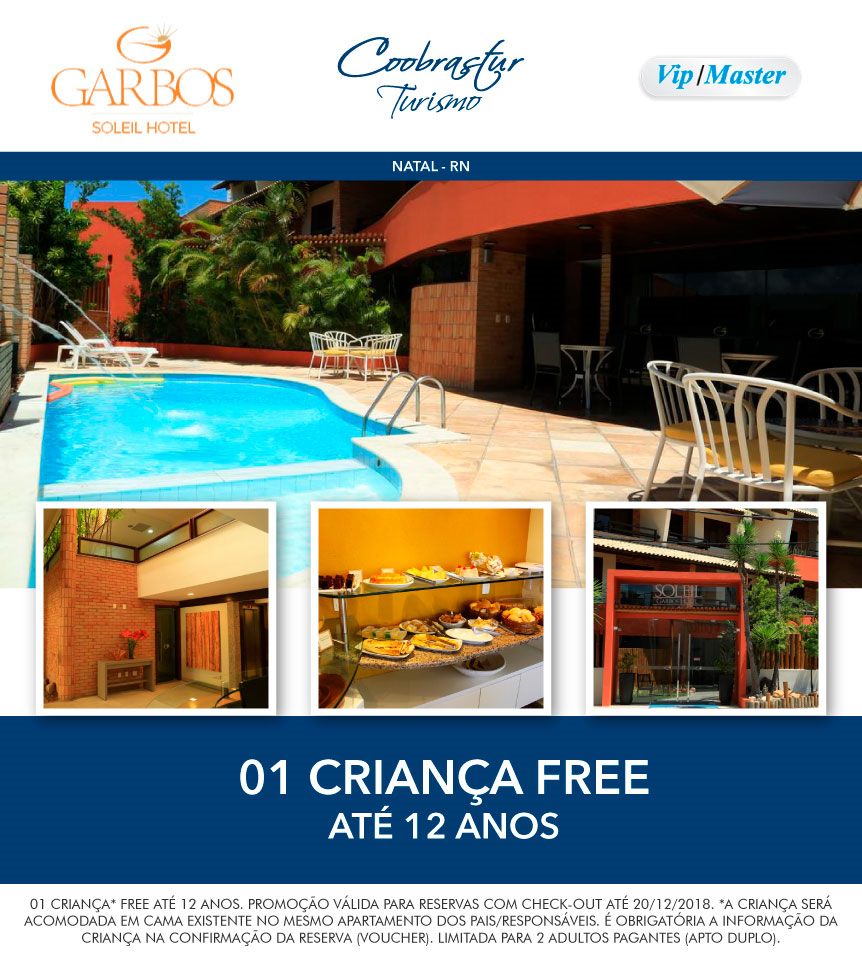 GARBOS
SOLEIL HOTEL
Coobrastur
Turismo
Vip/Master
NATAL - RN
SOLEIL
01 CRIANÇA FREE
ATÉ 12 ANOS
01 CRIANÇA* FREE ATÉ 12 ANOS. PROMOÇÃO VÁLIDA PARA RESERVAS COM CHECK-OUT ATÉ 20/12/2018. *A CRIANÇA SERÁ
ACOMODADA EM CAMA EXISTENTE NO MESMO APARTAMENTO DOS PAIS/RESPONSÁVEIS. É OBRIGATÓRIA A INFORMAÇÃO DA
CRIANÇA NA CONFIRMAÇÃO DA RESERVA (VOUCHER). LIMITADA PARA 2 ADULTOS PAGANTES (APTO DUPLO).